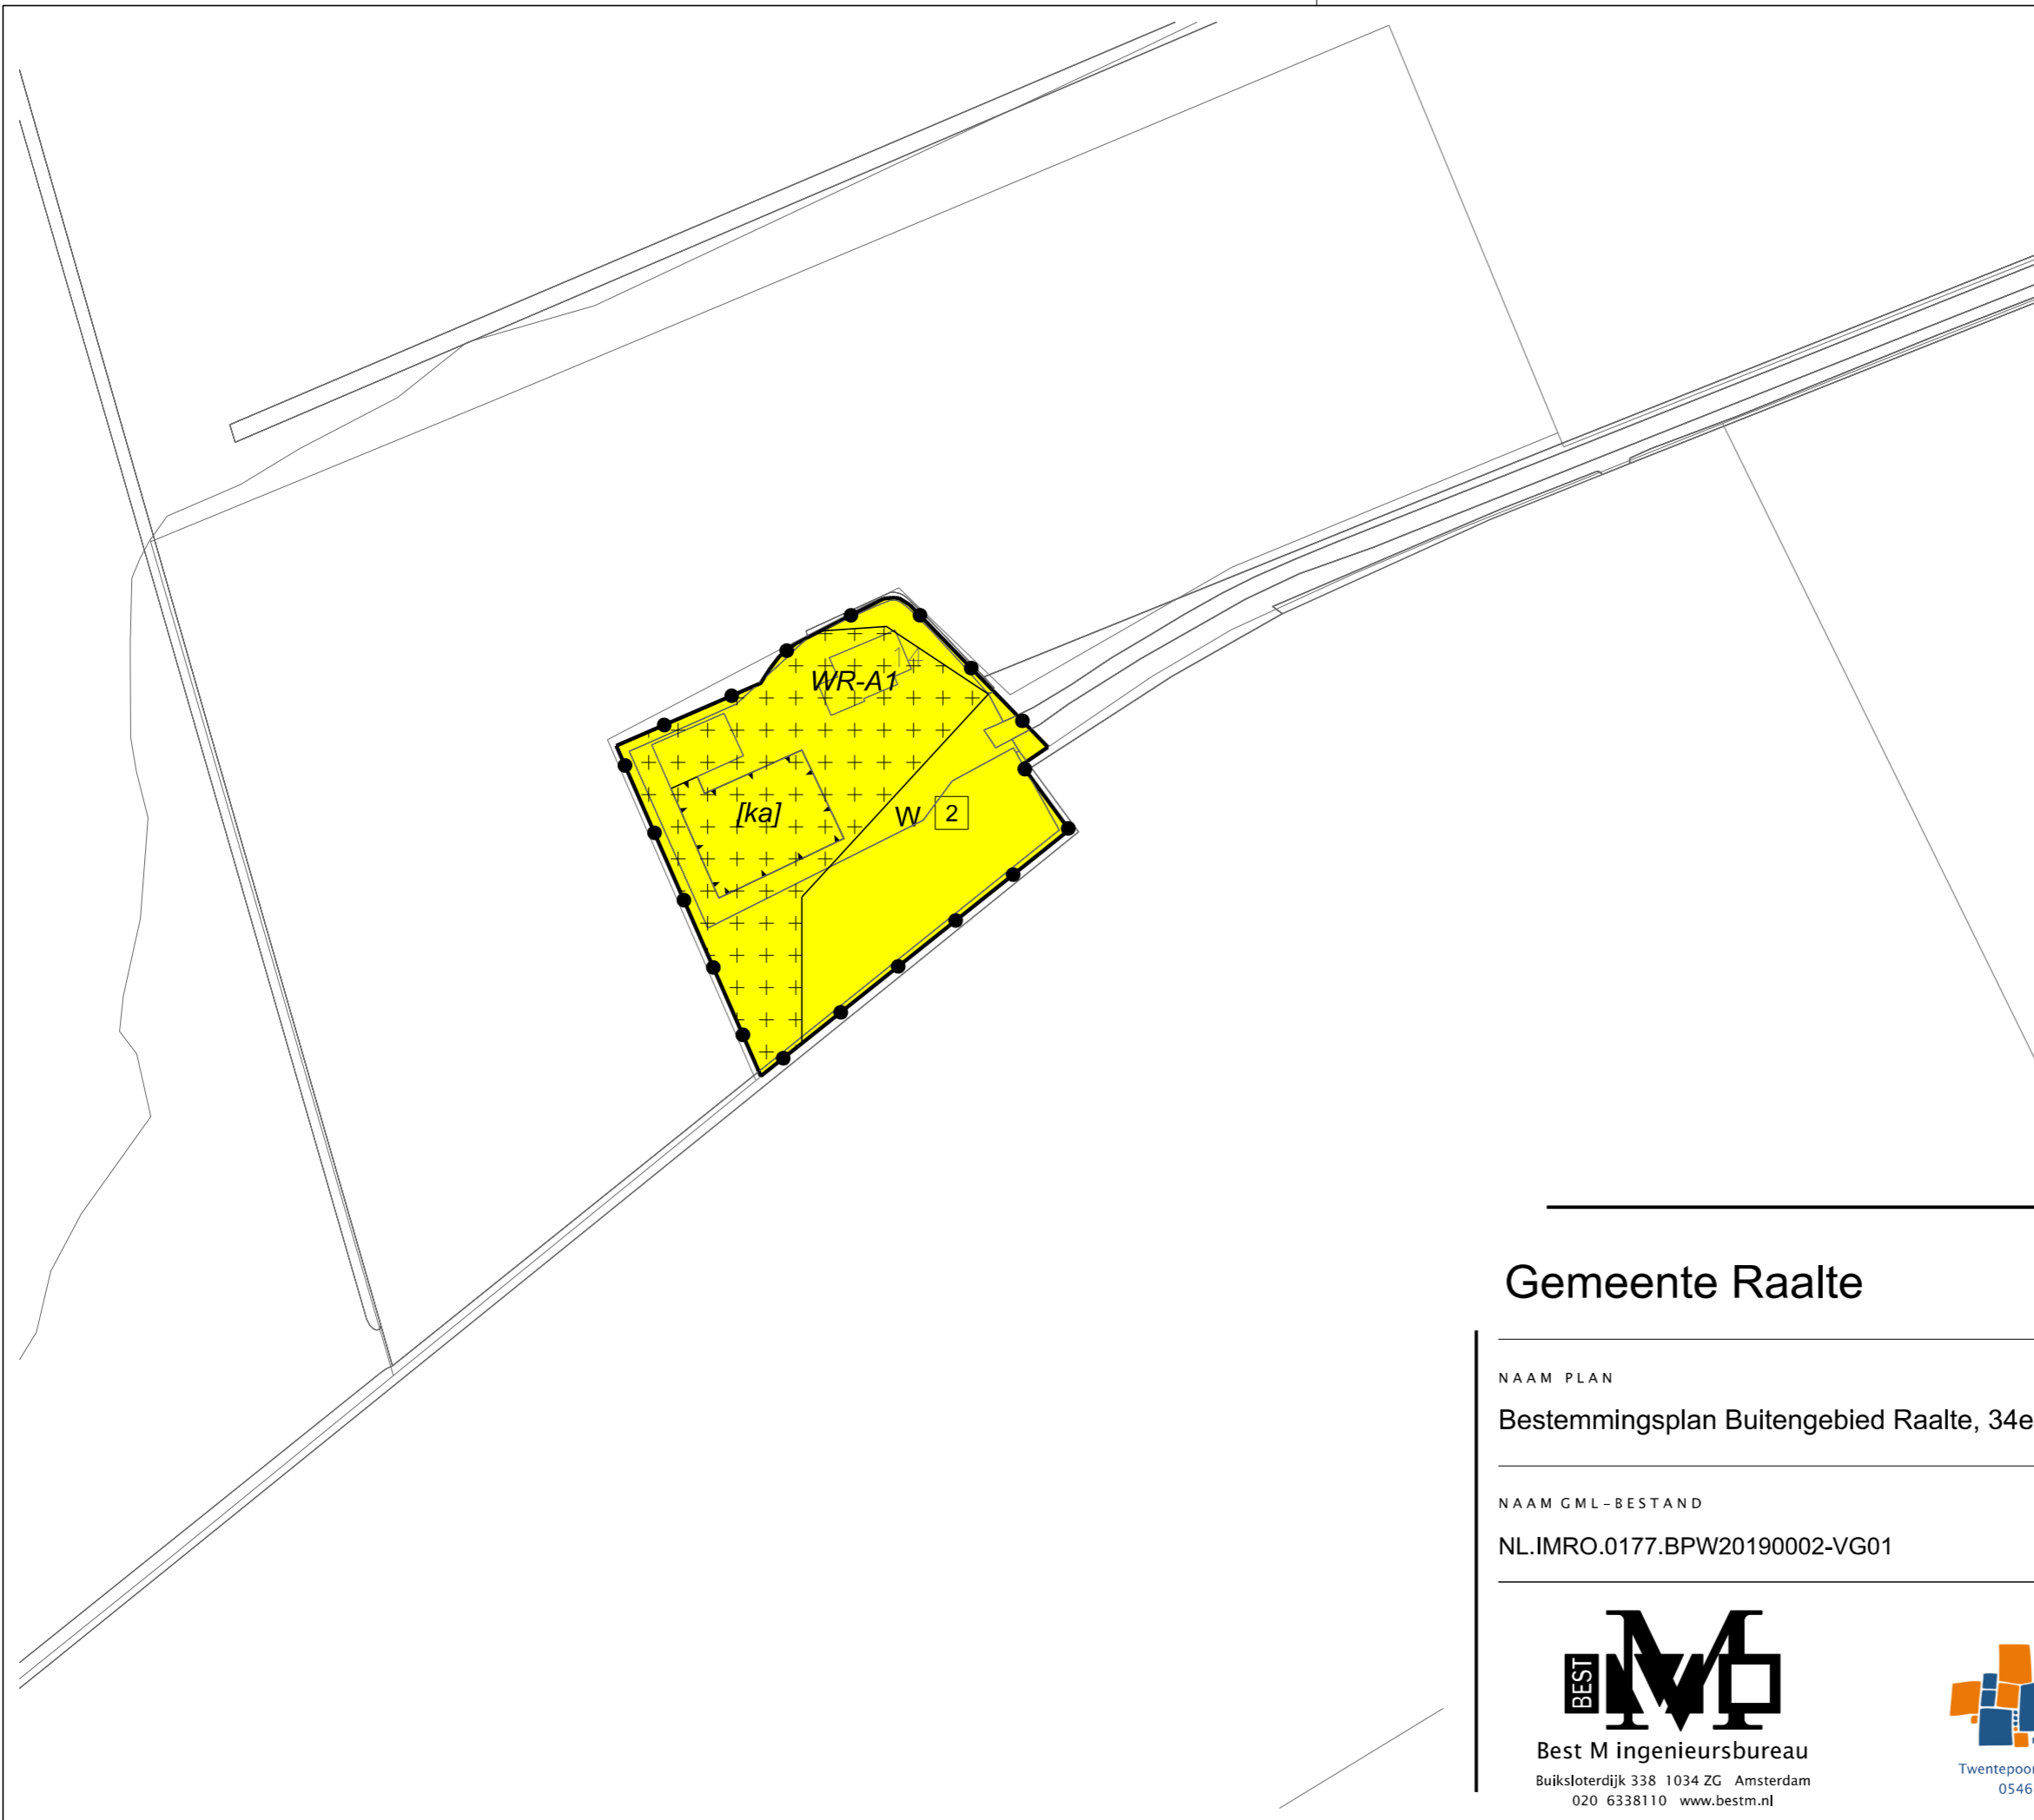 14
WR-A1
[ka]
W 2
Gemeente Raalte
NAAM PLAN
Bestemmingsplan Buitengebied Raalte, 34e
NAAM GML-BESTAND
NL.IMRO.0177.BPW20190002-VG01
BEST
M
Best M ingenieursbureau
Buiksloterdijk 338 1034 ZG Amsterdam
020 6338110 www.bestm.nl
Twentepoor
0546